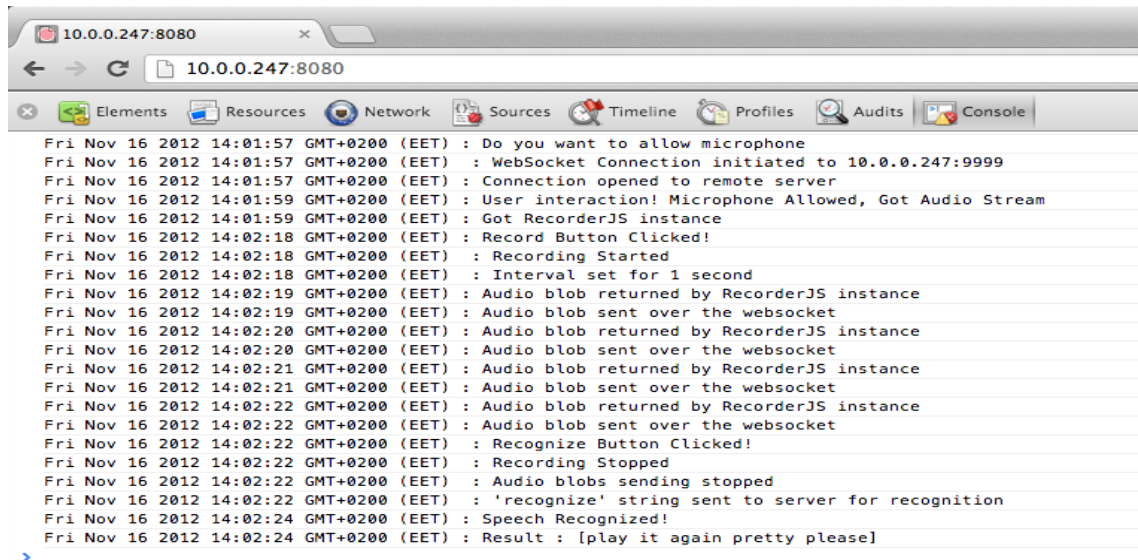 10.0.0.247:8080 ×
10.0.0.247:8080
Elements Resources Network Sources Timeline Profiles Audits Console
Fri Nov 16 2012 14:01:57 GMT+0200 (EET) : Do you want to allow microphone
Fri Nov 16 2012 14:01:57 GMT+0200 (EET) : WebSocket Connection initiated to 10.0.0.247:9999
Fri Nov 16 2012 14:01:57 GMT+0200 (EET) : Connection opened to remote server
Fri Nov 16 2012 14:01:59 GMT+0200 (EET) : User interaction! Microphone Allowed, Got Audio Stream
Fri Nov 16 2012 14:01:59 GMT+0200 (EET) : Got RecorderJS instance
Fri Nov 16 2012 14:02:18 GMT+0200 (EET) : Record Button Clicked!
Fri Nov 16 2012 14:02:18 GMT+0200 (EET) : Recording Started
Fri Nov 16 2012 14:02:18 GMT+0200 (EET) : Interval set for 1 second
Fri Nov 16 2012 14:02:19 GMT+0200 (EET) : Audio blob returned by RecorderJS instance
Fri Nov 16 2012 14:02:19 GMT+0200 (EET) : Audio blob sent over the websocket
Fri Nov 16 2012 14:02:20 GMT+0200 (EET) : Audio blob returned by RecorderJS instance
Fri Nov 16 2012 14:02:20 GMT+0200 (EET) : Audio blob sent over the websocket
Fri Nov 16 2012 14:02:21 GMT+0200 (EET) : Audio blob returned by RecorderJS instance
Fri Nov 16 2012 14:02:21 GMT+0200 (EET) : Audio blob sent over the websocket
Fri Nov 16 2012 14:02:22 GMT+0200 (EET) : Audio blob returned by RecorderJS instance
Fri Nov 16 2012 14:02:22 GMT+0200 (EET) : Audio blob sent over the websocket
Fri Nov 16 2012 14:02:22 GMT+0200 (EET) : Recognize Button Clicked!
Fri Nov 16 2012 14:02:22 GMT+0200 (EET) : Recording Stopped
Fri Nov 16 2012 14:02:22 GMT+0200 (EET) : Audio blobs sending stopped
Fri Nov 16 2012 14:02:22 GMT+0200 (EET) : 'recognize' string sent to server for recognition
Fri Nov 16 2012 14:02:24 GMT+0200 (EET) : Speech Recognized!
Fri Nov 16 2012 14:02:24 GMT+0200 (EET) : Result : [play it again pretty please]